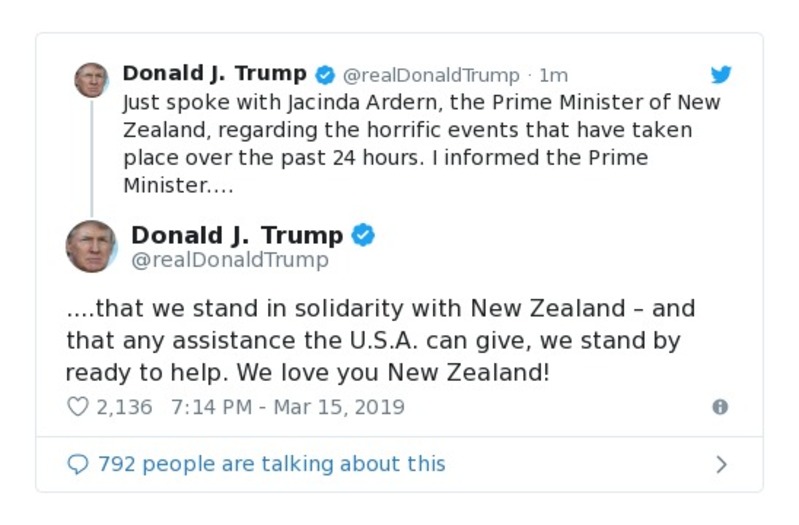 Donald J. Trump @realDonaldTrump · 1m
Just spoke with Jacinda Ardern, the Prime Minister of New
Zealand, regarding the horrific events that have taken
place over the past 24 hours. I informed the Prime
Minister....
Donald J. Trump
@realDonaldTrump
....that we stand in solidarity with New Zealand – and
that any assistance the U.S.A. can give, we stand by
ready to help. We love you New Zealand!
2,136 7:14 PM - Mar 15, 2019
792 people are talking about this